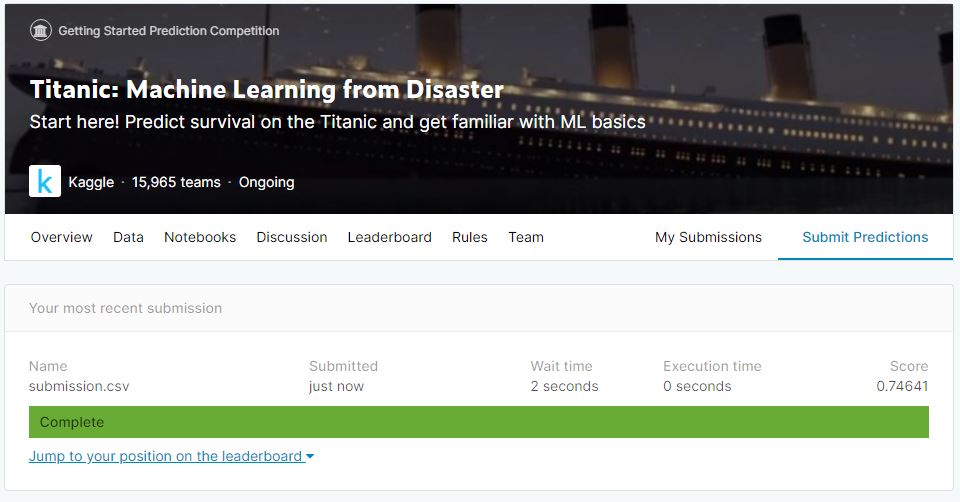 Getting Started Prediction Competition
Titanic: Machine Learning from Disaster
Start here! Predict survival on the Titanic and get familiar with ML basics
k Kaggle · 15,965 teams · Ongoing
Overview Data Notebooks Discussion Leaderboard Rules Team My Submissions Submit Predictions
Your most recent submission
Name Submitted Wait time Execution time Score
submission.csv just now 2 seconds 0 seconds 0.74641
Complete
Jump to your position on the leaderboard